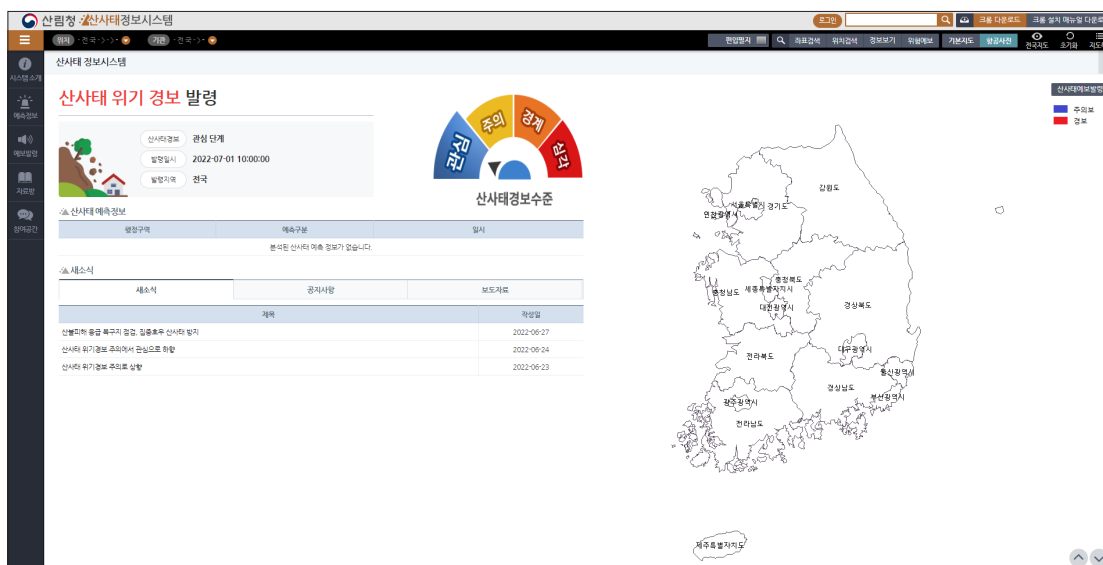 산림청 산사태정보시스템
로그인
크롬 다운로드
크롬 설치 매뉴얼 다운로
위치 -전국->->-
기관 -전국->-
편입필지
좌표검색
위치검색
정보보기
위험예보
기본지도
항공사진
전국지도
초기화
시스템소개
예측정보
예보발령
자료방
참여공간
산사태 정보시스템
산사태 위기 경보 발령
산사태경보 관심 단계
발령일시 2022-07-01 10:00:00
발령지역 전국
관심
주의
경계
심각
산사태경보수준
산사태 예측정보
행정구역 예측구분 일시
분석된 산사태 예측 정보가 없습니다.
새소식
새소식 공지사항 보도자료
제목 작성일
산불피해 응급 복구지 점검, 집중호우 산사태 방지 2022-06-27
산사태 위기경보 주의에서 관심으로 하향 2022-06-24
산사태 위기경보 주의로 상향 2022-06-23
산사태예보발령
주의보
경보
강원도
서울특별시
경기도
인천광역시
충청북도
충청남도
세종특별자치시
대전광역시
경상북도
전라북도
대구광역시
울산광역시
경상남도
부산광역시
광주광역시
전라남도
제주특별자치도